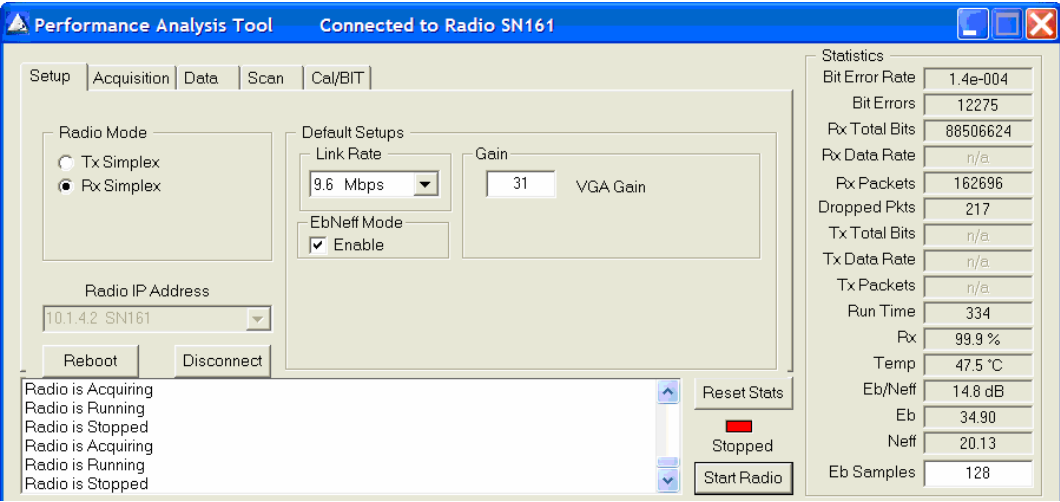 Performance Analysis Tool Connected to Radio SN161
Setup Acquisition Data Scan Cal/BIT
Radio Mode
Tx Simplex
Rx Simplex
Radio IP Address
10.1.4.2 SN161
Reboot Disconnect
Default Setups
Link Rate
9.6 Mbps
EbNeff Mode
Enable
Gain
31 VGA Gain
Radio is Acquiring
Radio is Running
Radio is Stopped
Radio is Acquiring
Radio is Running
Radio is Stopped
Reset Stats
Stopped
Start Radio
Statistics
Bit Error Rate 1.4e-004
Bit Errors 12275
Rx Total Bits 88506624
Rx Data Rate n/a
Rx Packets 162696
Dropped Pkts 217
Tx Total Bits n/a
Tx Data Rate n/a
Tx Packets n/a
Run Time 334
Rx 99.9 %
Temp 47.5 °C
Eb/Neff 14.8 dB
Eb 34.90
Neff 20.13
Eb Samples 128